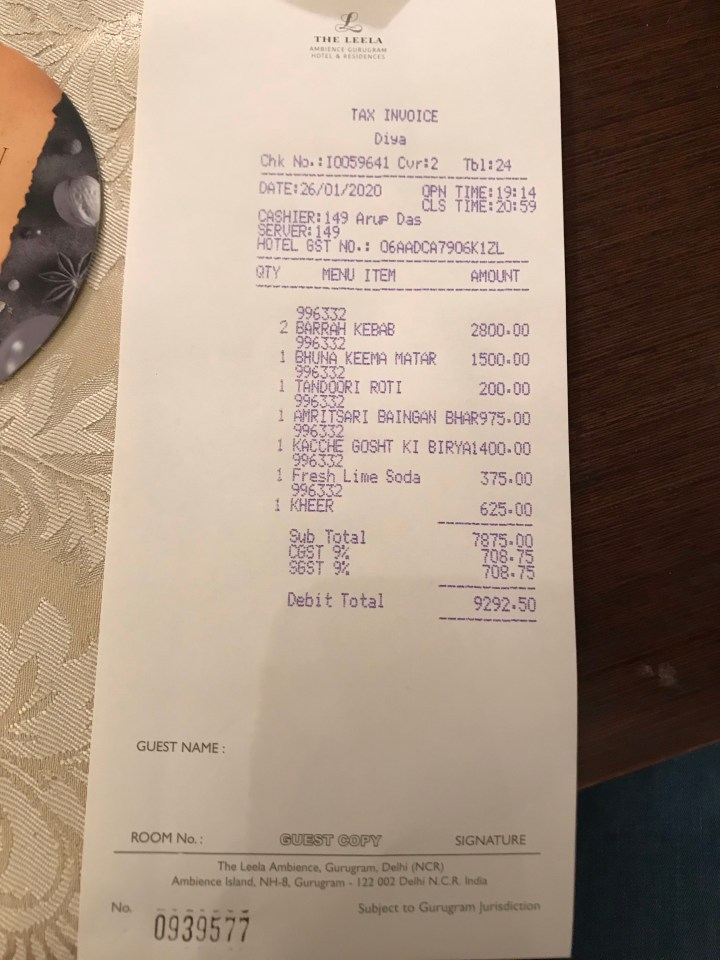 THE LEELA
AMBIENCE GURUGRAM
HOTEL & RESIDENCES
TAX INVOICE
Diya
Chk No.:I0059641 Cvr:2 Tbl:24
DATE:26/01/2020 OPN TIME:19:14
CLS TIME:20:59
CASHIER:149 Arup Das
SERVER:149
HOTEL GST NO.: 06AADCA7906K1ZL
QTY MENU ITEM AMOUNT
996332
2 BARRAH KEBAB 2800.00
996332
1 BHUNA KEEMA MATAR 1500.00
996332
1 TANDOORI ROTI 200.00
996332
1 AMRITSARI BAINGAN BHAR975.00
996332
1 KACCHE GOSHT KI BIRYA1400.00
996332
1 Fresh Lime Soda 375.00
996332
1 KHEER 625.00
Sub Total 7875.00
CGST 9% 708.75
SGST 9% 708.75
Debit Total 9292.50
GUEST NAME :
ROOM No. : GUEST COPY SIGNATURE
The Leela Ambience, Gurugram, Delhi (NCR)
Ambience Island, NH-8, Gurugram - 122 002 Delhi N.C.R. India
No. 0939577 Subject to Gurugram Jurisdiction